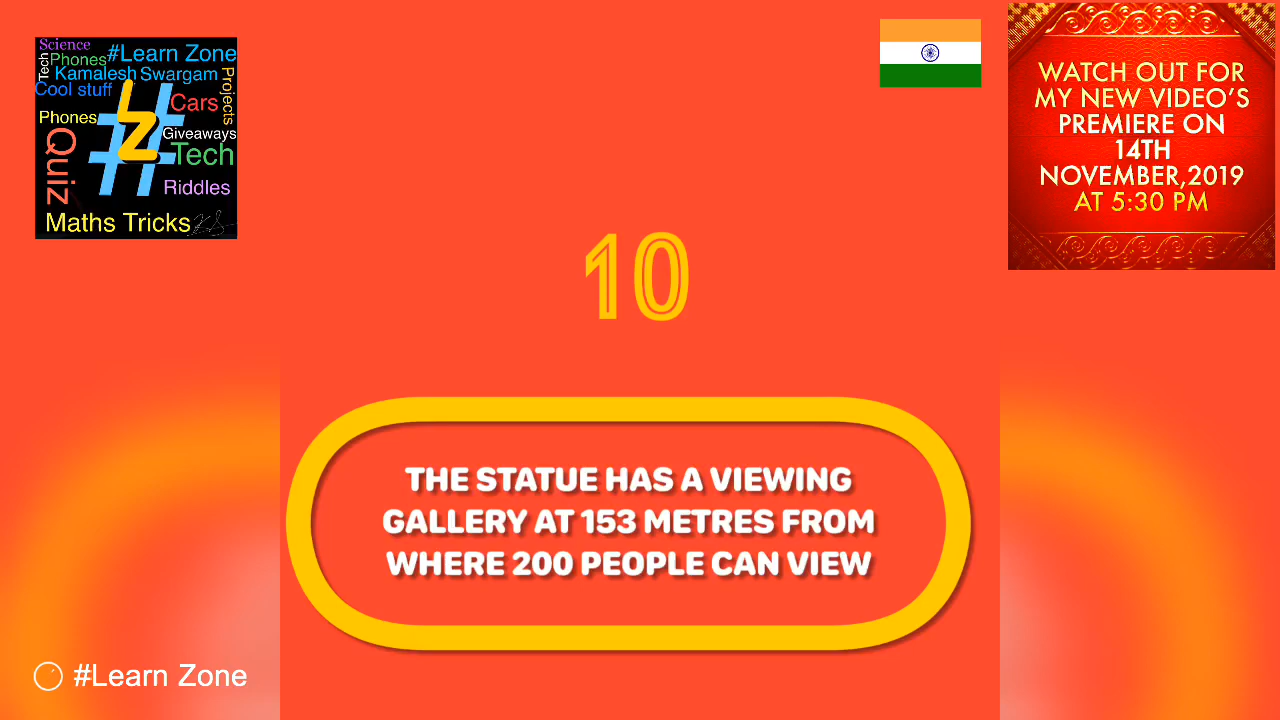 Science
#Learn Zone
Tech
Phones
Kamalesh Swargam
Cool stuff
Projects
Cars
Phones
Giveaways
Quiz
Tech
Riddles
Maths Tricks
LZ
WATCH OUT FOR
MY NEW VIDEO'S
PREMIERE ON
14TH
NOVEMBER,2019
AT 5:30 PM
10
THE STATUE HAS A VIEWING
GALLERY AT 153 METRES FROM
WHERE 200 PEOPLE CAN VIEW
#Learn Zone